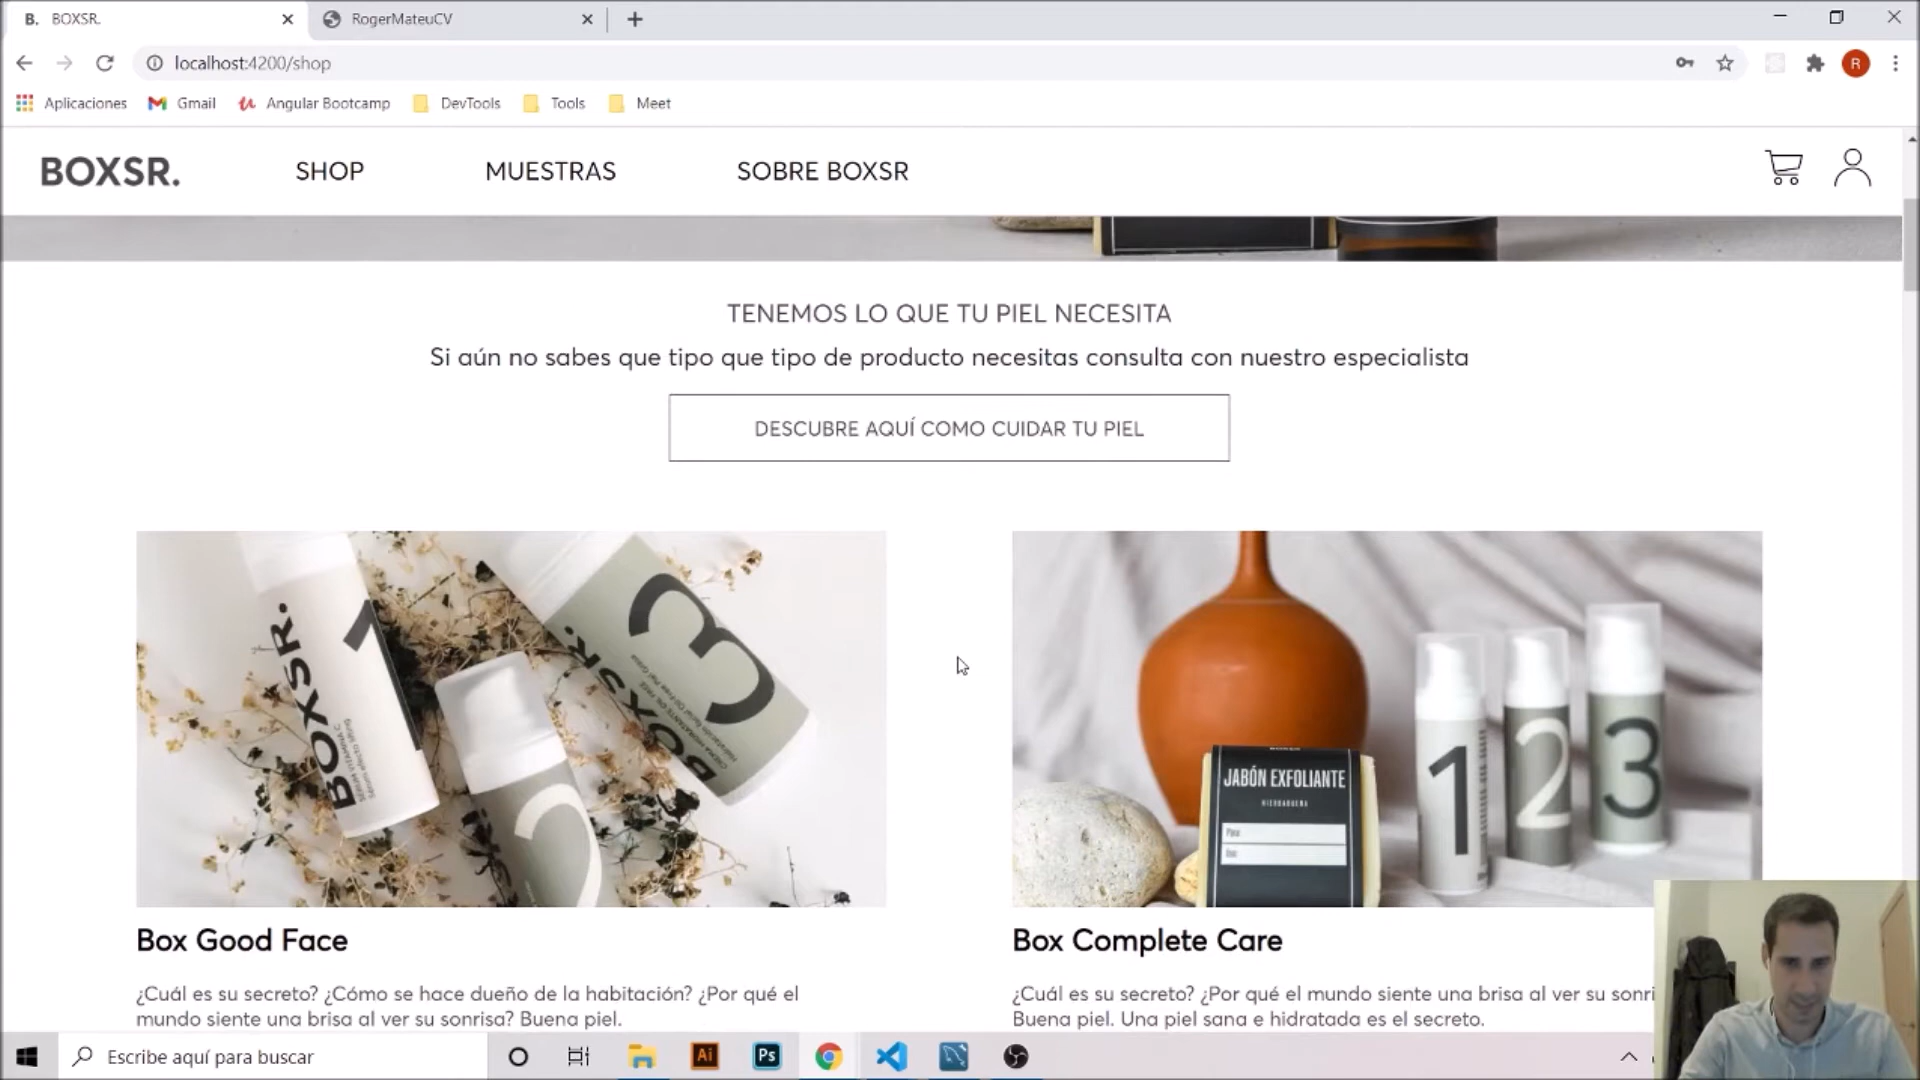 B. BOXSR.
RogerMateuCV
localhost:4200/shop
R
Aplicaciones
Gmail
Angular Bootcamp
DevTools
Tools
Meet
BOXSR.
SHOP
MUESTRAS
SOBRE BOXSR
TENEMOS LO QUE TU PIEL NECESITA
Si aún no sabes que tipo que tipo de producto necesitas consulta con nuestro especialista
DESCUBRE AQUÍ COMO CUIDAR TU PIEL
BOXSR.
1
2
BOXSR.
3
JABÓN EXFOLIANTE
HIERBABUENA
1
2
3
Box Good Face
¿Cuál es su secreto? ¿Cómo se hace dueño de la habitación? ¿Por qué el
mundo siente una brisa al ver su sonrisa? Buena piel.
Box Complete Care
¿Cuál es su secreto? ¿Por qué el mundo siente una brisa al ver su sonri
Buena piel. Una piel sana e hidratada es el secreto.
Escribe aquí para buscar
Ai
Ps